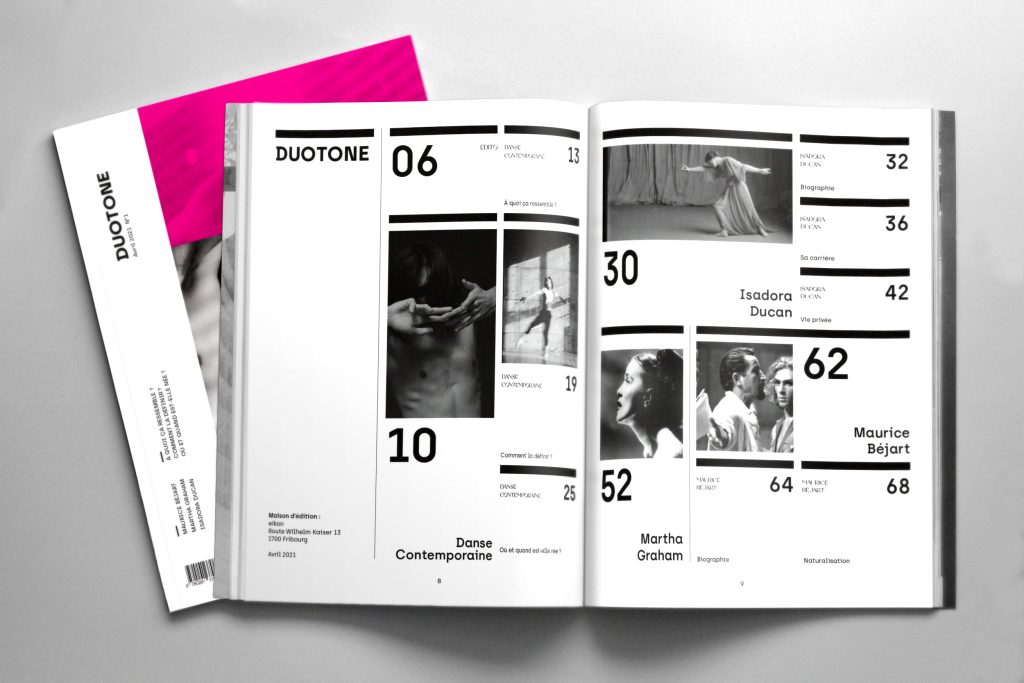 DUOTONE
Avril 2021 N°1
À QUOI ÇA RESSEMBLE ?
COMMENT LA DÉFINIR ?
OÙ ET QUAND EST-ELLE NÉE ?
MAURICE BÉJART
MARTHA GRAHAM
ISADORA DUCAN
DUOTONE
06
EDITO
DANSE
CONTEMPORAINE
13
À quoi ça ressemble ?
10
Danse
Contemporaine
DANSE
CONTEMPORAINE
19
Comment la définir ?
DANSE
CONTEMPORAINE
25
Où et quand est-elle née ?
Maison d'édition :
eikon
Route Wilhelm Kaiser 13
1700 Fribourg
Avril 2021
30
Isadora
Ducan
ISADORA
DUCAN
32
Biographie
ISADORA
DUCAN
36
Sa carrière
ISADORA
DUCAN
42
Vie privée
52
Martha
Graham
62
Maurice
Béjart
MAURICE
BÉJART
64
Biographie
MAURICE
BÉJART
68
Naturalisation
9